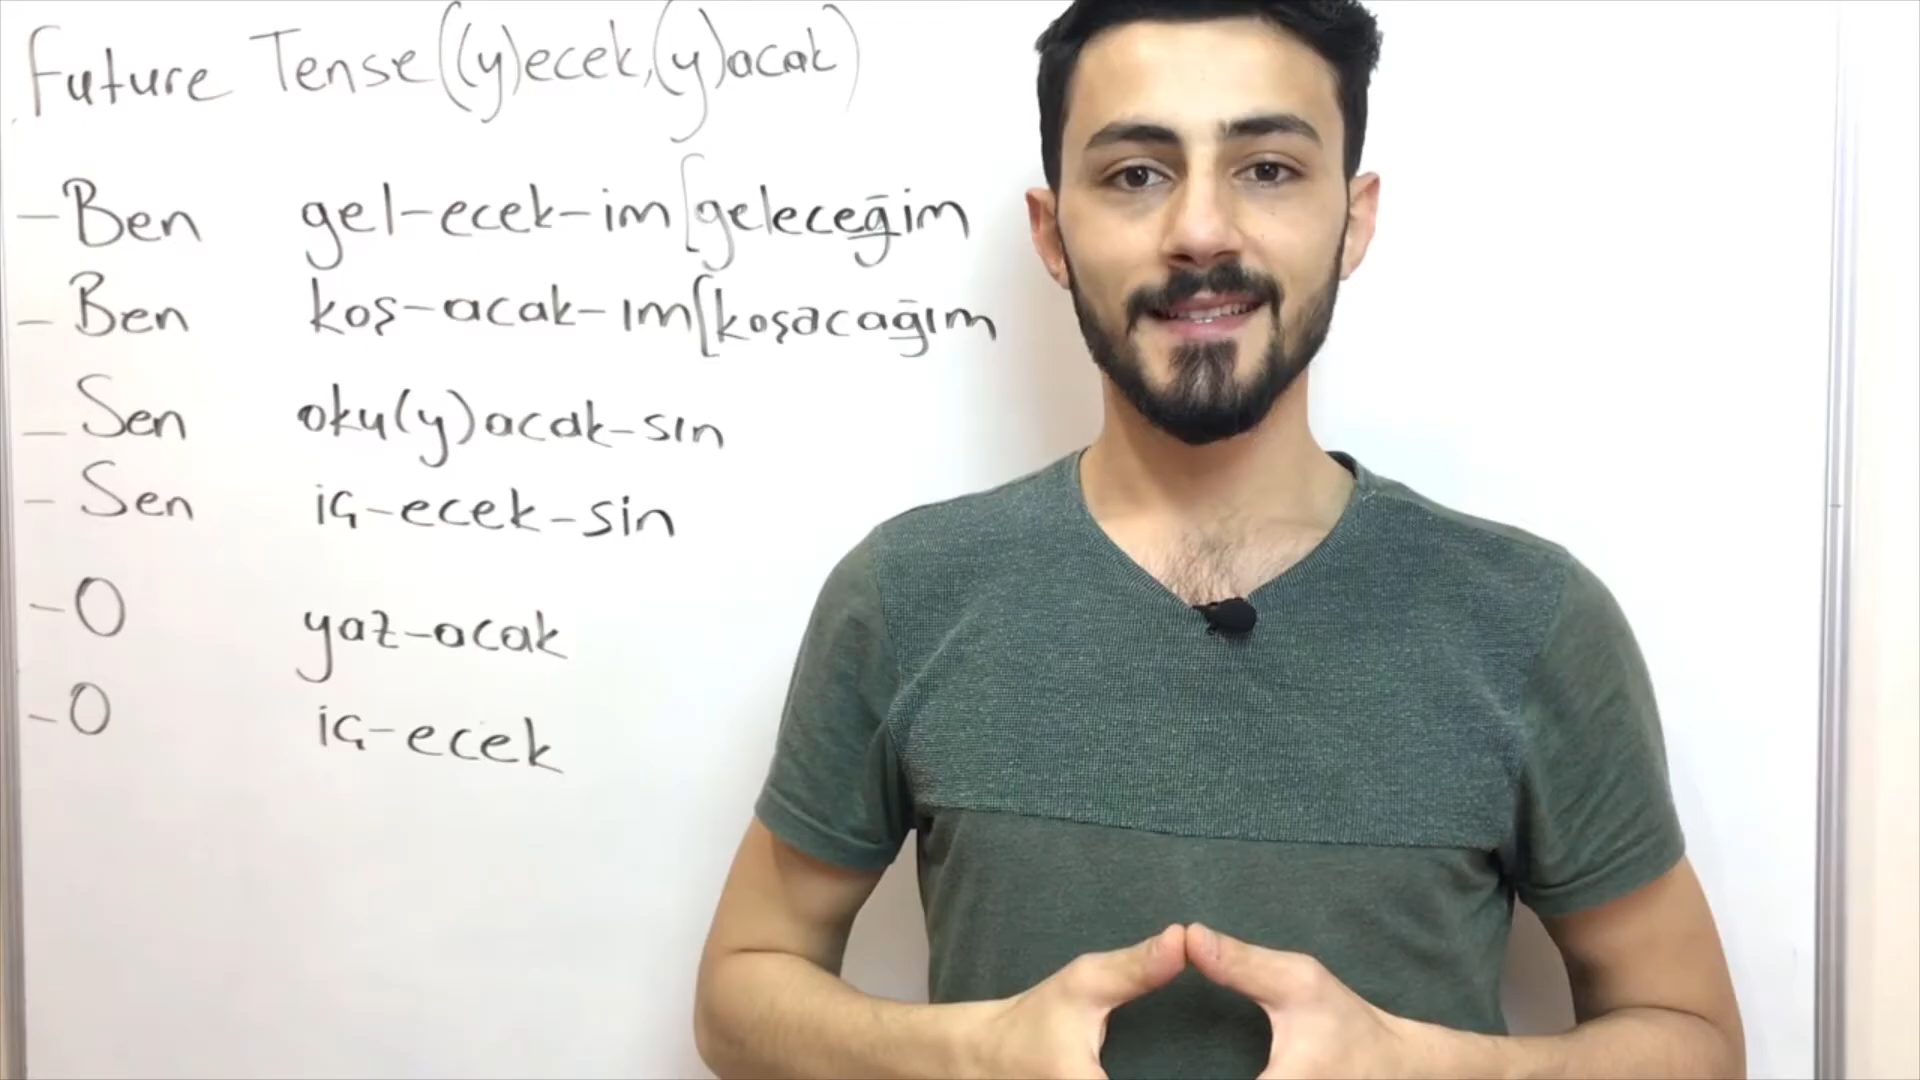 Future Tense ((y)ecek, (y)acak)
- Ben gel-ecek-im [geleceğim
- Ben koş-acak-ım [koşacağım
- Sen oku(y)acak-sın
- Sen iç-ecek-sin
- O yaz-acak
- O iç-ecek